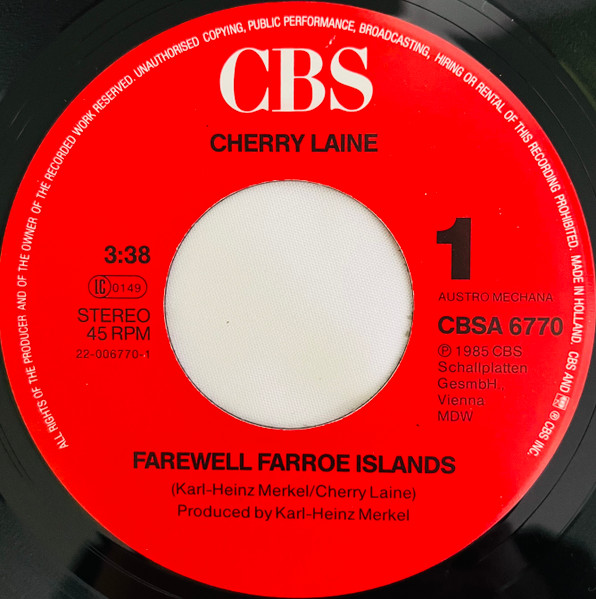 ALL RIGHTS OF THE PRODUCER AND OF THE OWNER OF THE RECORDED WORK RESERVED. UNAUTHORISED COPYING, PUBLIC PERFORMANCE, BROADCASTING, HIRING OR RENTAL OF THIS RECORDING PROHIBITED. MADE IN HOLLAND. CBS AND ® CBS INC.
CBS
CHERRY LAINE
3:38
LC 0149
STEREO
45 RPM
22-006770-1
1
AUSTRO MECHANA
CBSA 6770
℗ 1985 CBS
Schallplatten
GesmbH.,
Vienna
MDW
FAREWELL FARROE ISLANDS
(Karl-Heinz Merkel/Cherry Laine)
Produced by Karl-Heinz Merkel